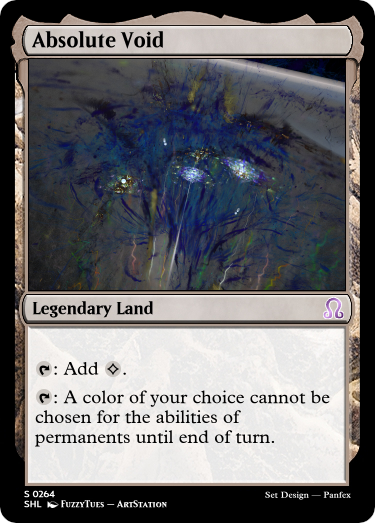 Absolute Void
Legendary Land
: Add .
: A color of your choice cannot be
chosen for the abilities of
permanents until end of turn.
S 0264
SHL FuzzyTues — ArtStation
Set Design — Panfex